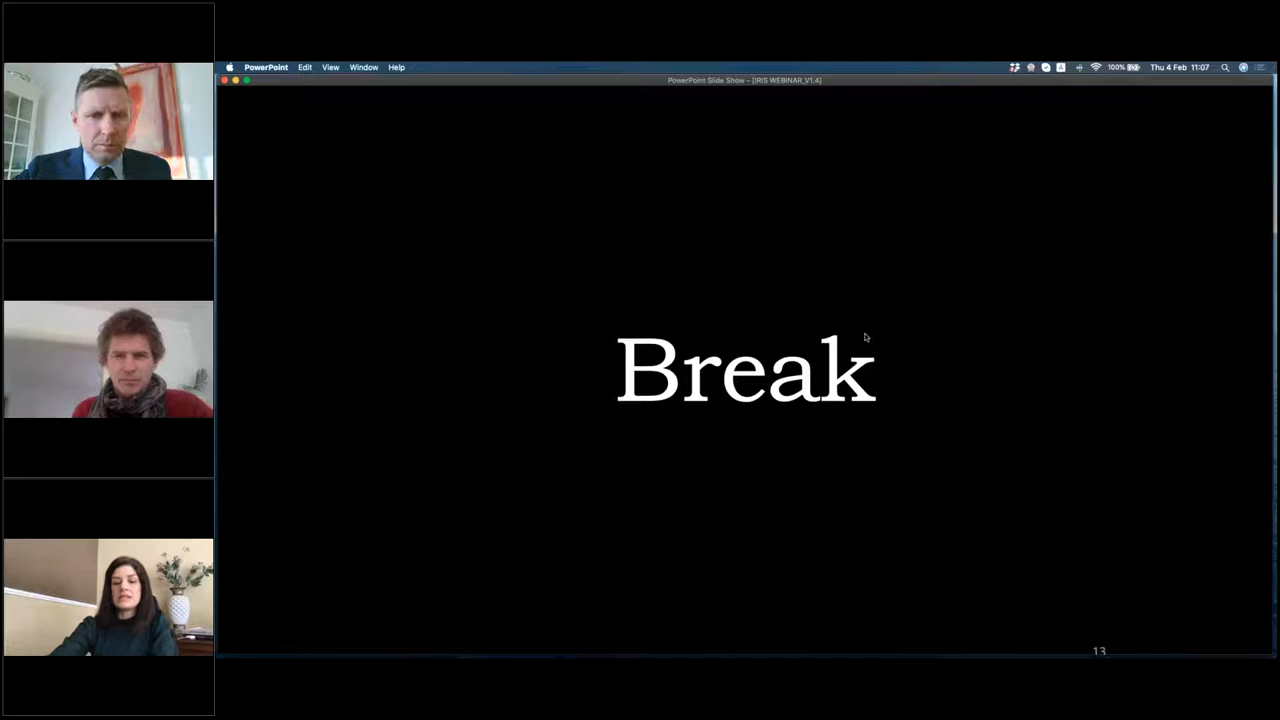 PowerPoint Edit View Window Help
100% Thu 4 Feb 11:07
PowerPoint Slide Show – [IRIS WEBINAR_V1,4]
Break
13